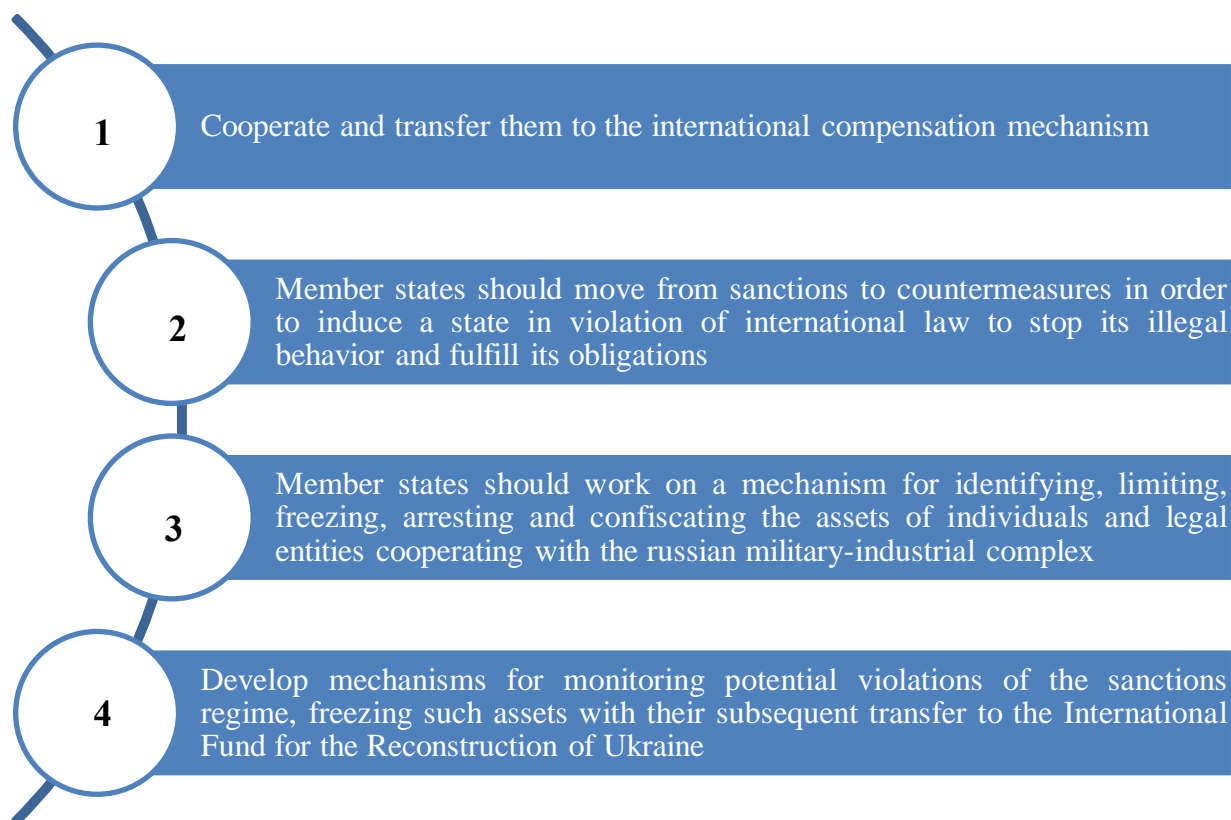 1
Cooperate and transfer them to the international compensation mechanism
2
Member states should move from sanctions to countermeasures in order
to induce a state in violation of international law to stop its illegal
behavior and fulfill its obligations
3
Member states should work on a mechanism for identifying, limiting,
freezing, arresting and confiscating the assets of individuals and legal
entities cooperating with the russian military-industrial complex
4
Develop mechanisms for monitoring potential violations of the sanctions
regime, freezing such assets with their subsequent transfer to the International
Fund for the Reconstruction of Ukraine